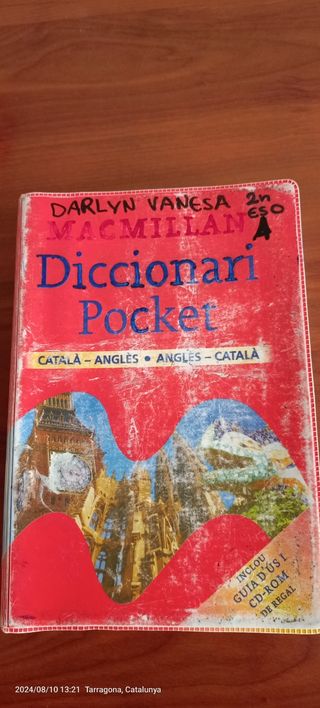 DARLYN VANESA 2n
ESO
MACMILLAN A
Diccionari
Pocket
CATALÀ – ANGLÈS • ANGLÈS – CATALÀ
INCLOU
GUIA D'ÚS I
CD-ROM
DE REGAL
2024/08/10 13:21 Tarragona, Catalunya